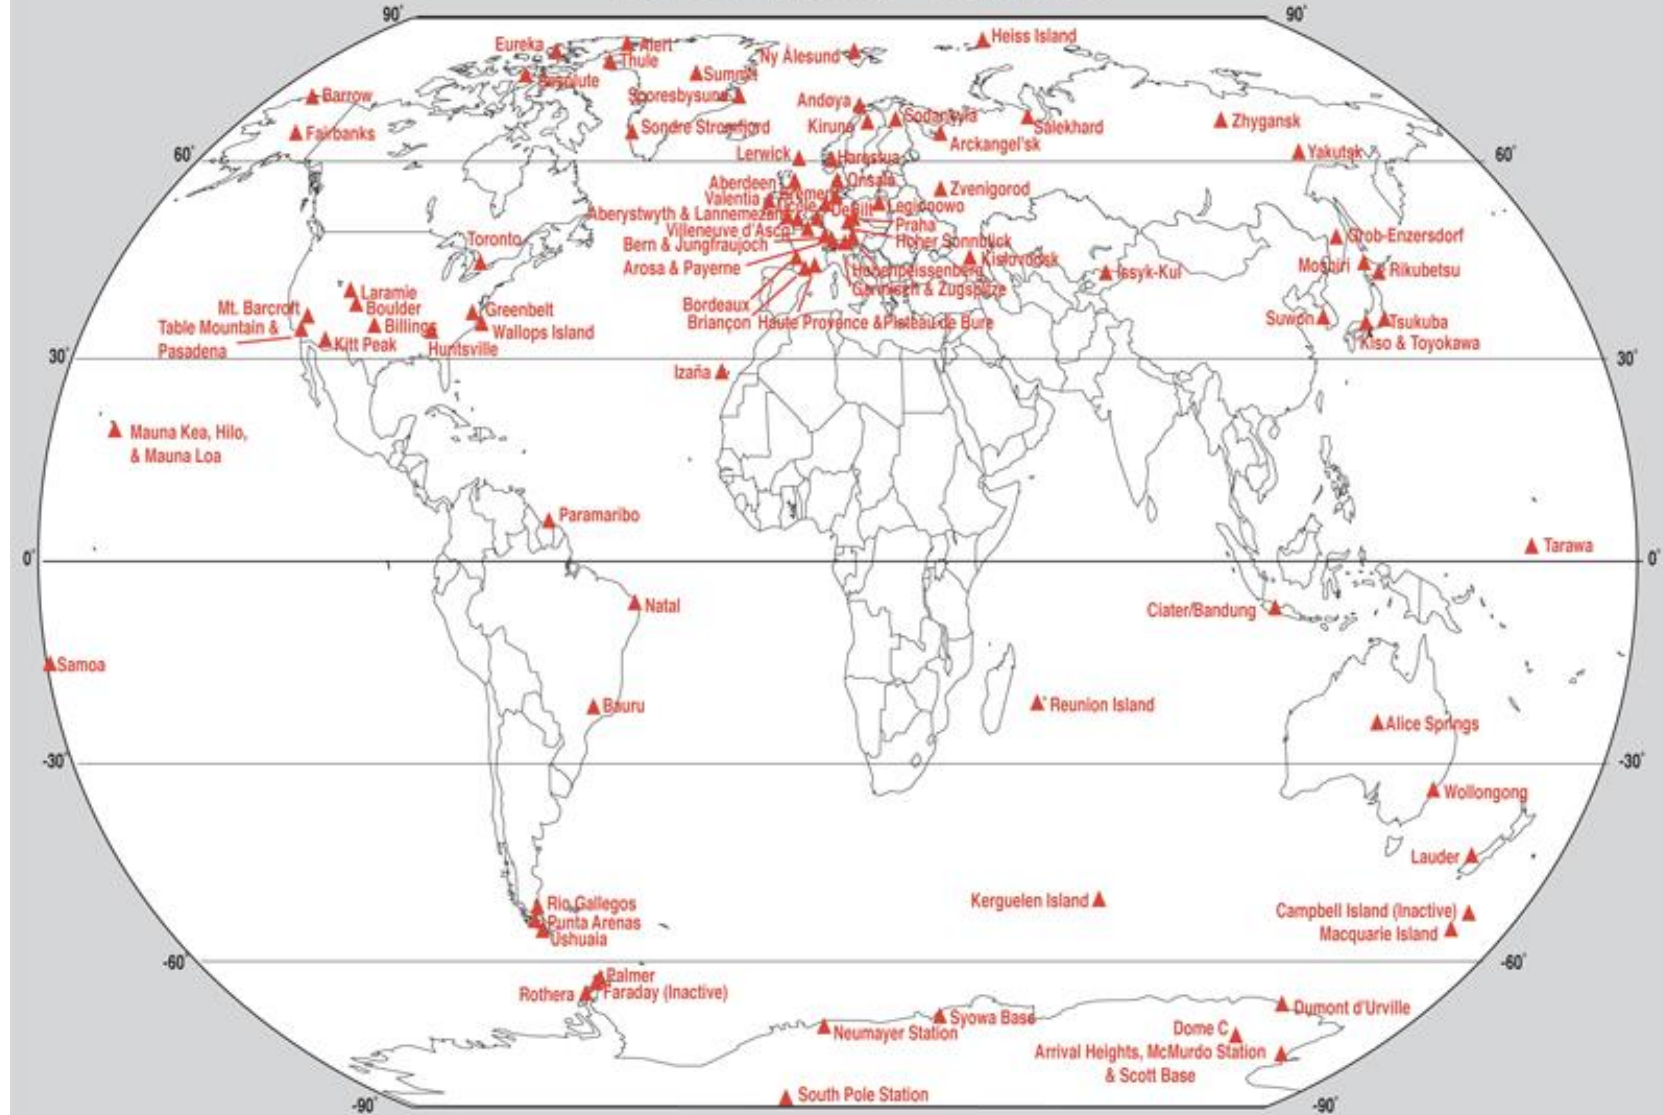 90°
90°
Eureka
Alert
Thule
Resolute
Summit
Ny Alesund
Heiss Island
Barrow
Scoresbysund
Andøya
Fairbanks
Sondre Stromfjord
Kiruna
Sodankyla
Salekhard
Arckangel'sk
Zhygansk
60°
Lerwick
Harestua
Yakutsk
60°
Aberdeen
Onsala
Zvenigorod
Valentia
Bremen
Legionowo
Aberystwyth & Lannemezan
DeBilt
Praha
Villeneuve d'Ascq
Hoher Sonnblick
Bern & Jungfraujoch
Arosa & Payerne
Kislovodsk
Hohenpeissenberg
Garmisch & Zugspitze
Issyk-Kul
Grob-Enzersdorf
Moshiri
Rikubetsu
Toronto
Bordeaux
Briançon
Haute Provence &Plateau de Bure
Laramie
Boulder
Mt. Barcroft
Greenbelt
Billings
Wallops Island
Table Mountain &
Pasadena
Kitt Peak
Huntsville
Suwon
Tsukuba
Kiso & Toyokawa
30°
30°
Izaña
Mauna Kea, Hilo,
& Mauna Loa
Paramaribo
0°
Tarawa
0°
Natal
Ciater/Bandung
Samoa
Bauru
Reunion Island
Alice Springs
-30°
-30°
Wollongong
Lauder
Rio Gallegos
Punta Arenas
Ushuaia
Kerguelen Island
Campbell Island (Inactive)
Macquarie Island
-60°
-60°
Palmer
Rothera
Faraday (Inactive)
Neumayer Station
Syowa Base
Dumont d'Urville
Dome C
Arrival Heights, McMurdo Station
& Scott Base
South Pole Station
-90°
-90°